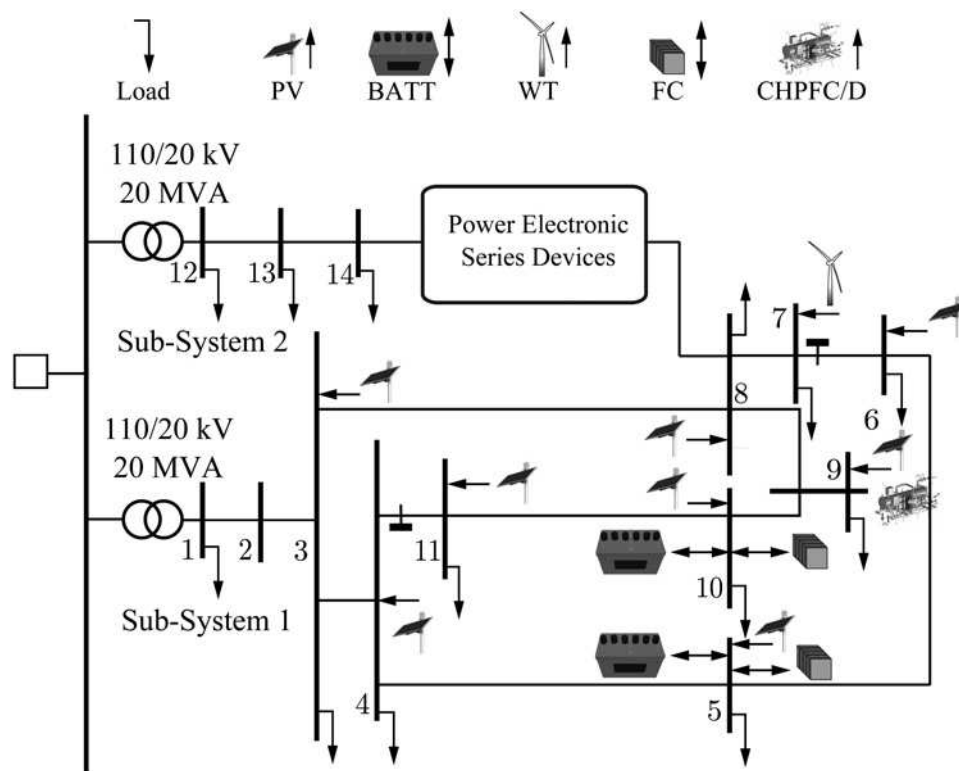 Load
PV
BATT
WT
FC
CHPFC/D
110/20 kV
20 MVA
Power Electronic
Series Devices
12
13
14
Sub-System 2
7
8
6
110/20 kV
20 MVA
9
1
2
3
11
10
Sub-System 1
4
5